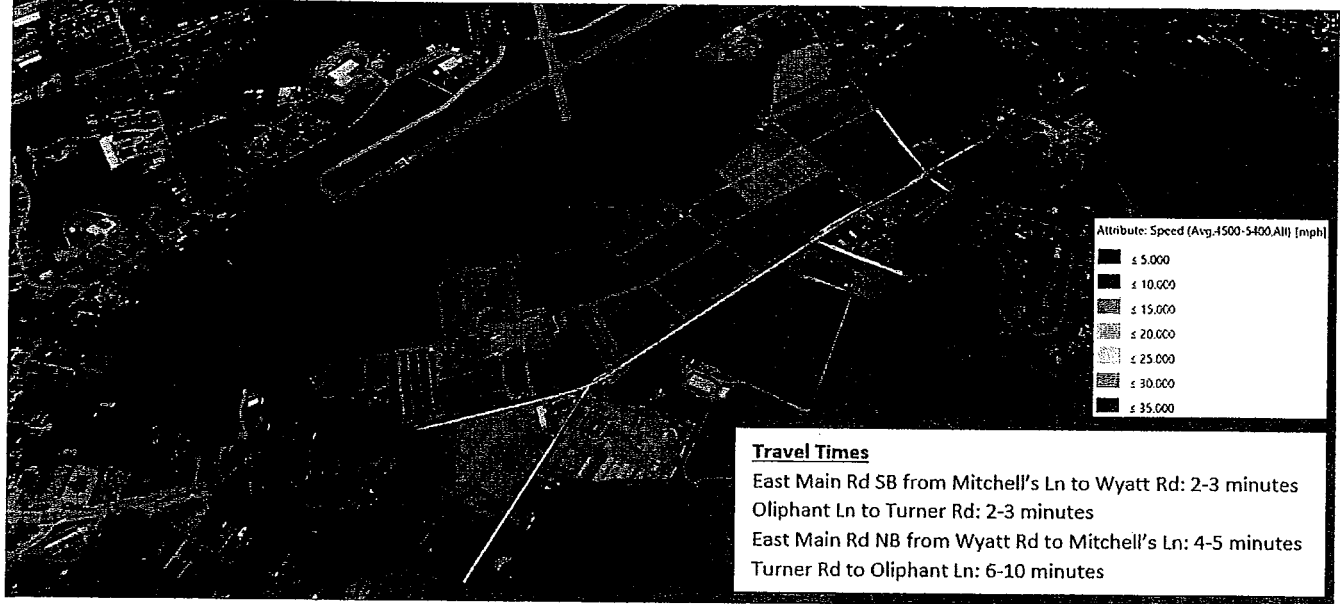 Attribute: Speed (Avg,4500-5400,All) [mph]
≤ 5.000
≤ 10.000
≤ 15.000
≤ 20.000
≤ 25.000
≤ 30.000
≤ 35.000
Travel Times
East Main Rd SB from Mitchell's Ln to Wyatt Rd: 2-3 minutes
Oliphant Ln to Turner Rd: 2-3 minutes
East Main Rd NB from Wyatt Rd to Mitchell's Ln: 4-5 minutes
Turner Rd to Oliphant Ln: 6-10 minutes